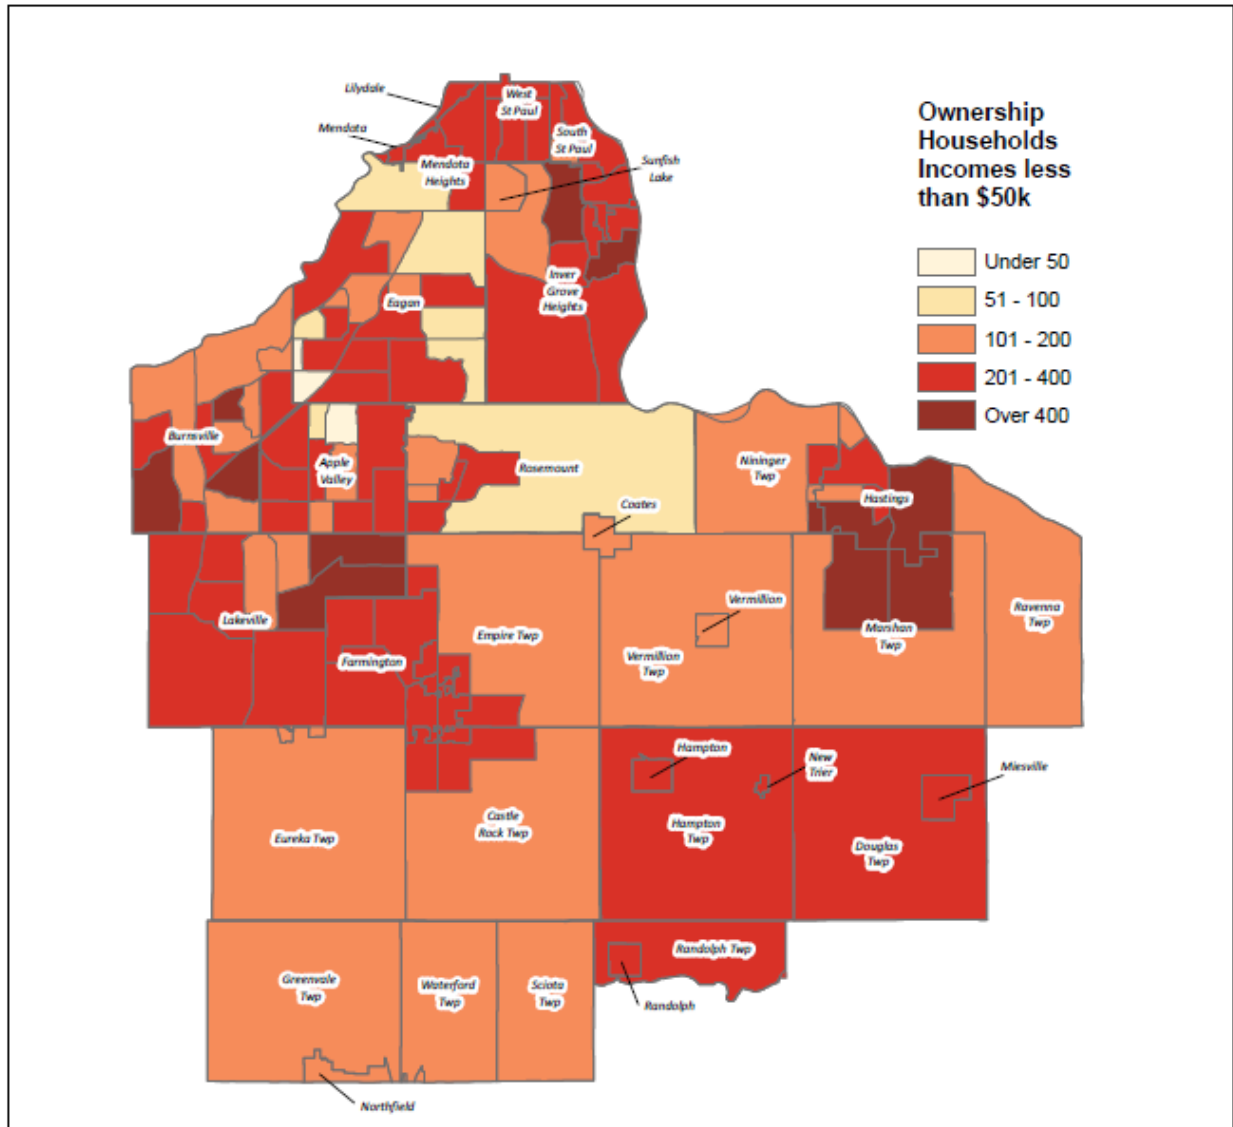 Lilydale
West
St Paul
Mendata
South
St Paul
Mendota
Heights
Sunfish
Lake
Ownership
Households
Incomes less
than $50k
Under 50
51 - 100
101 - 200
201 - 400
Over 400
Eagan
Inver
Grove
Heights
Burnsville
Apple
Valley
Rosemount
Nininger
Twp
Hastings
Coates
Lakeville
Farmington
Empire Twp
Vermillion
Vermillion
Twp
Marshan
Twp
Ravenna
Twp
Hampton
New
Trier
Miesville
Eureka Twp
Castle
Rock Twp
Hampton
Twp
Douglas
Twp
Greenvale
Twp
Waterford
Twp
Sciota
Twp
Randolph Twp
Randolph
Northfield